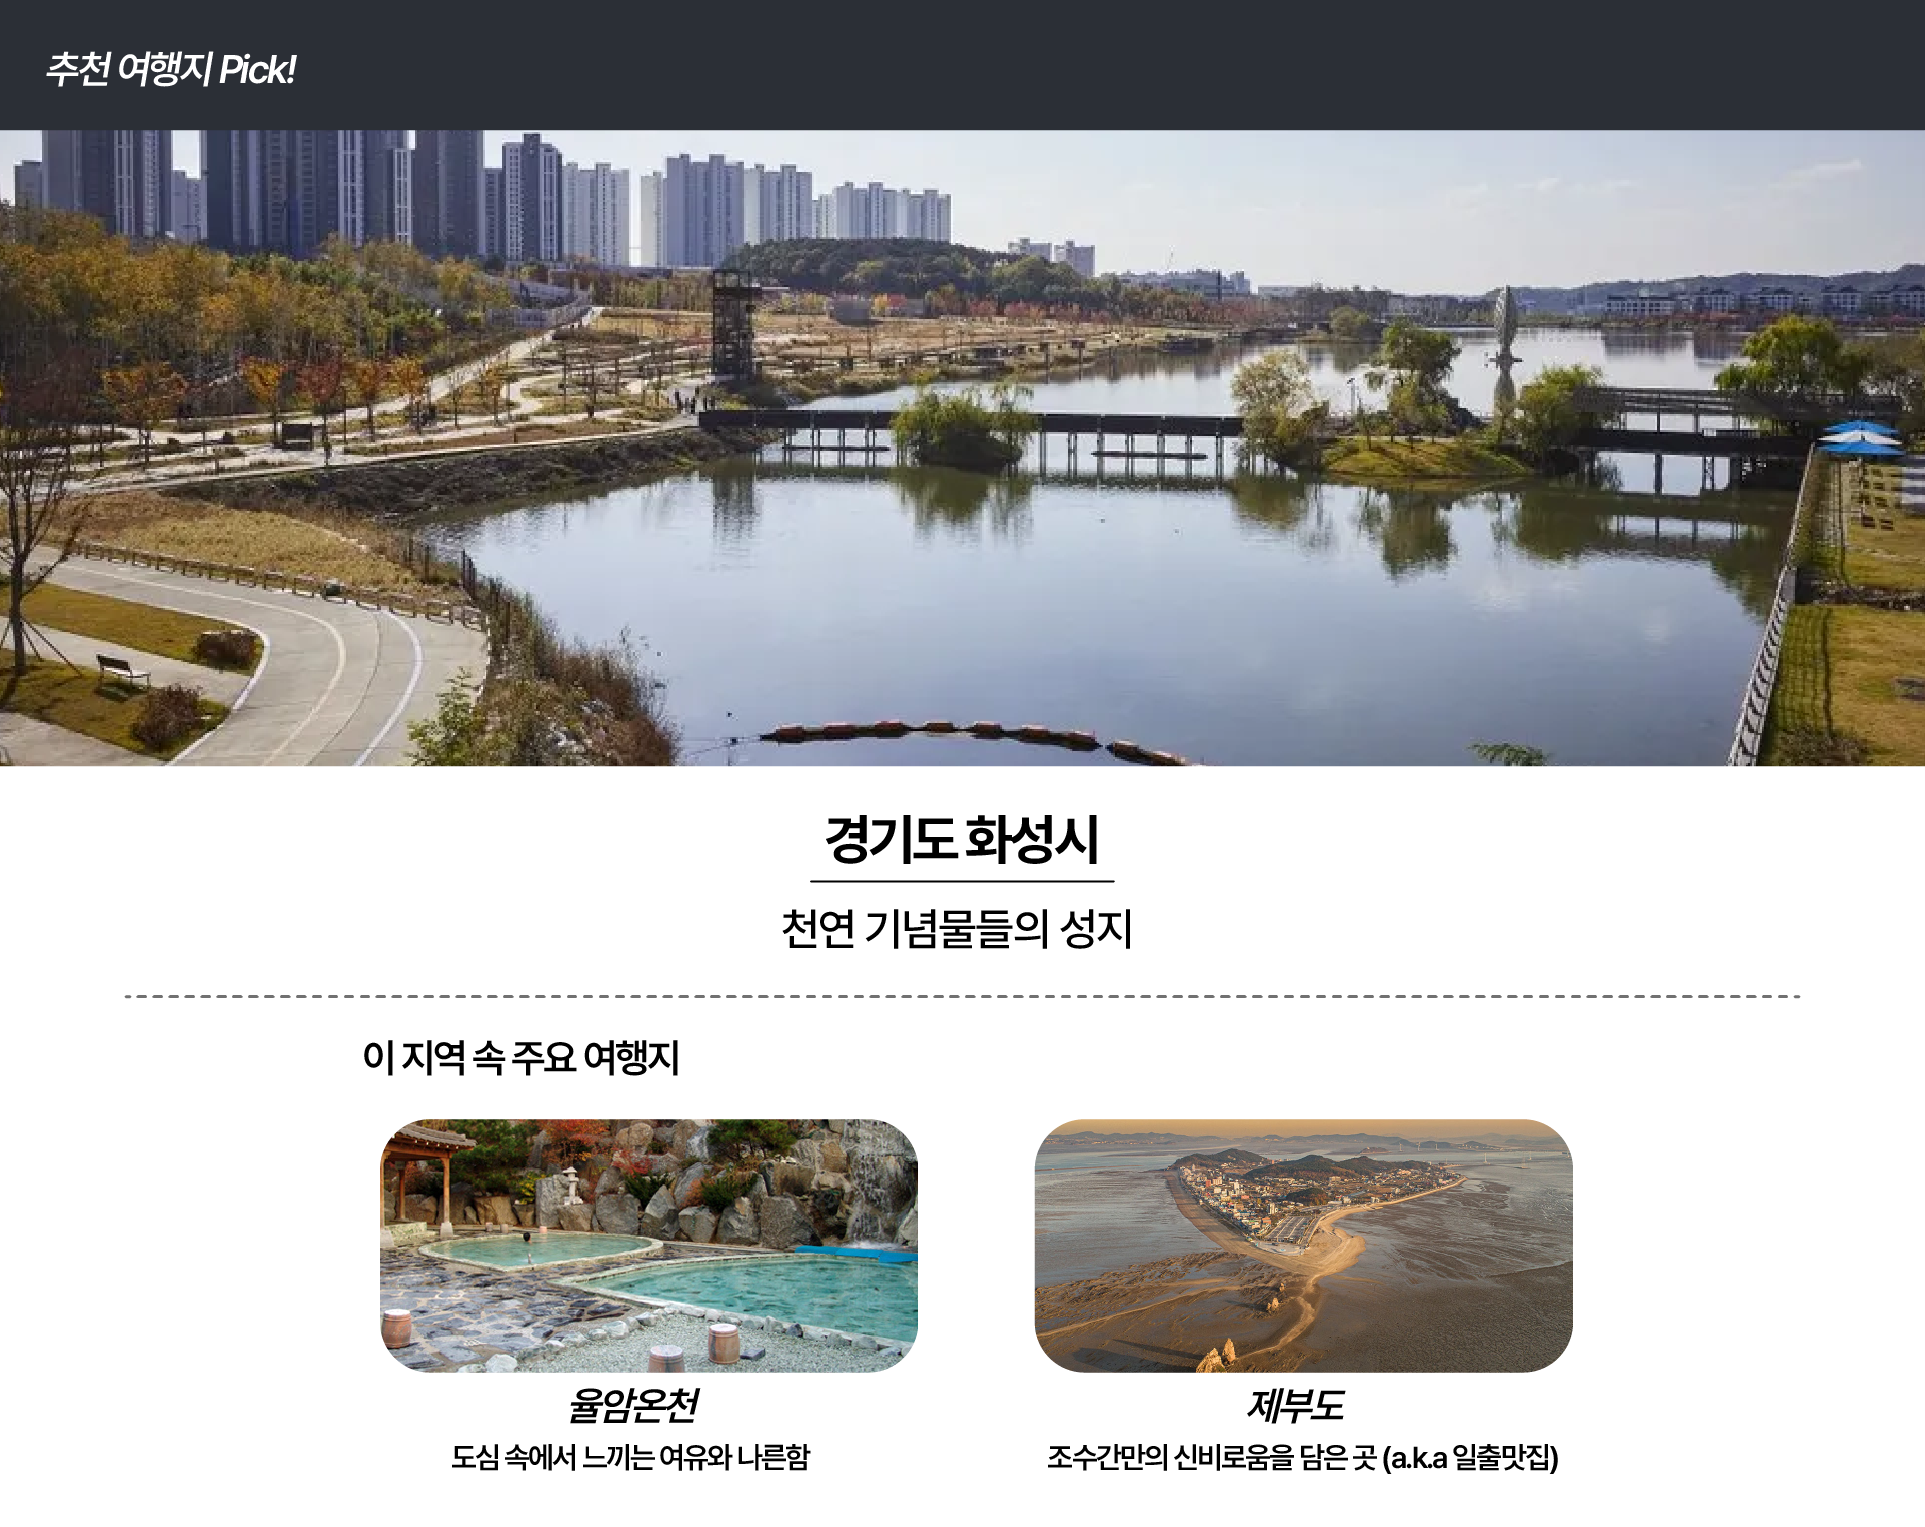 추천 여행지 Pick!
경기도 화성시
천연 기념물들의 성지
이 지역 속 주요 여행지
율암온천
제부도
도심 속에서 느끼는 여유와 나른함
조수간만의 신비로움을 담은 곳 (a.k.a 일출맛집)